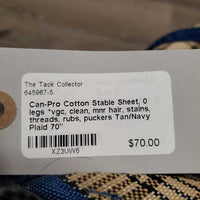 The Tack Collector
645967-5
Can-Pro Cotton Stable Sheet, 0
legs *vgc, clean, mnr hair, stains,
threads, rubs, puckers Tan/Navy
Plaid 70"
$70.00
XZ3UW6